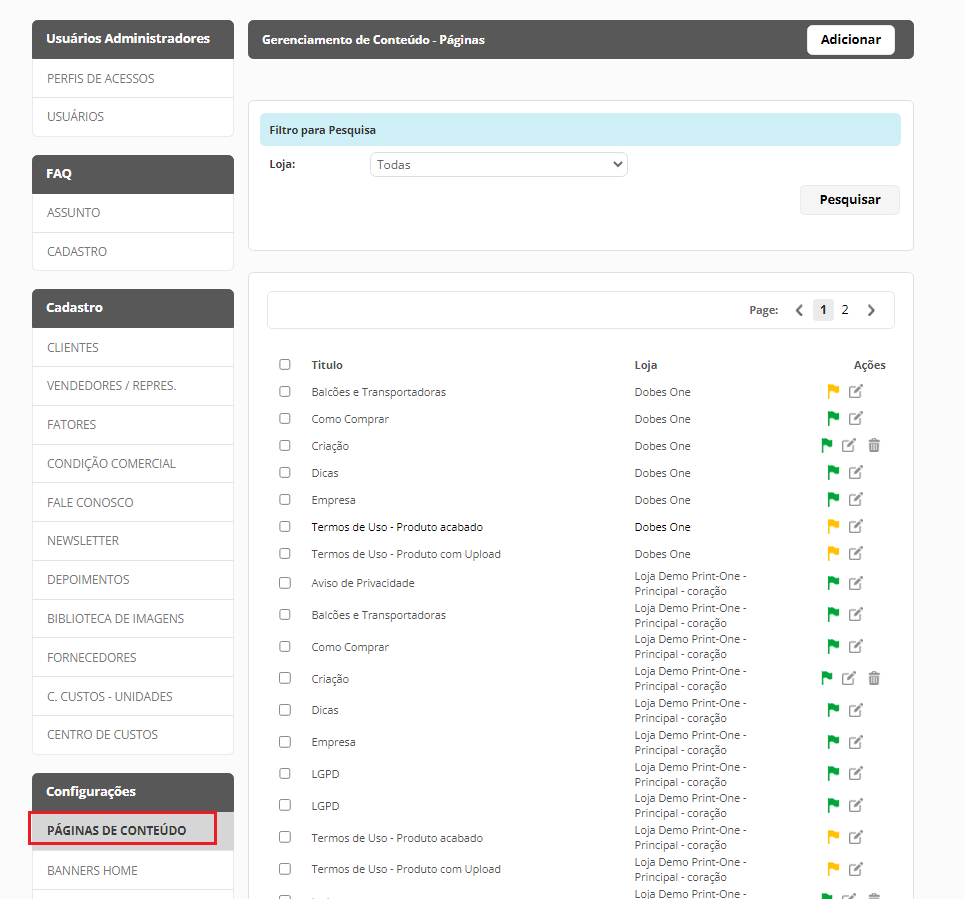 Usuários Administradores
PERFIS DE ACESSOS
USUÁRIOS
FAQ
ASSUNTO
CADASTRO
Cadastro
CLIENTES
VENDEDORES / REPRES.
FATORES
CONDIÇÃO COMERCIAL
FALE CONOSCO
NEWSLETTER
DEPOIMENTOS
BIBLIOTECA DE IMAGENS
FORNECEDORES
C. CUSTOS - UNIDADES
CENTRO DE CUSTOS
Configurações
PÁGINAS DE CONTEÚDO
BANNERS HOME
Gerenciamento de Conteúdo - Páginas Adicionar
Filtro para Pesquisa
Loja: Todas
Pesquisar
Page: 1 2
Titulo Loja Ações
Balcões e Transportadoras Dobes One
Como Comprar Dobes One
Criação Dobes One
Dicas Dobes One
Empresa Dobes One
Termos de Uso - Produto acabado Dobes One
Termos de Uso - Produto com Upload Dobes One
Aviso de Privacidade Loja Demo Print-One -
Principal - coração
Balcões e Transportadoras Loja Demo Print-One -
Principal - coração
Como Comprar Loja Demo Print-One -
Principal - coração
Criação Loja Demo Print-One -
Principal - coração
Dicas Loja Demo Print-One -
Principal - coração
Empresa Loja Demo Print-One -
Principal - coração
LGPD Loja Demo Print-One -
Principal - coração
LGPD Loja Demo Print-One -
Principal - coração
Termos de Uso - Produto acabado Loja Demo Print-One -
Principal - coração
Termos de Uso - Produto com Upload Loja Demo Print-One -
Principal - coração
Loja Demo Print-One -